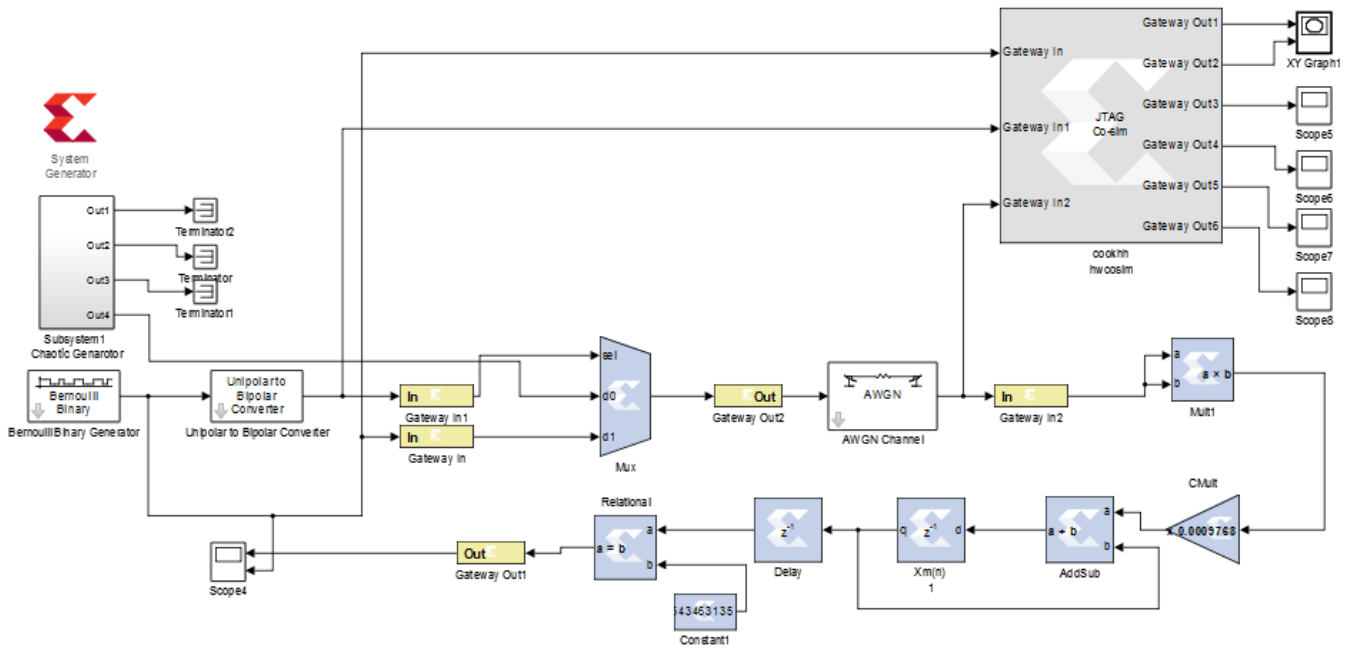 Gateway In
Gateway In1
Gateway In2
JTAG
Co-sim
Gateway Out1
Gateway Out2
Gateway Out3
Gateway Out4
Gateway Out5
Gateway Out6
cookhh
hwcosim
XY Graph1
Scope5
Scope6
Scope7
Scope8
System
Generator
Out1
Out2
Out3
Out4
Terminator2
Terminator
Terminator1
Subsystem1
Chaotic Genarotor
Bernoulli
Binary
Bernoulli Binary Generator
Unipolar to
Bipolar
Converter
Unipolar to Bipolar Converter
In
Gateway In1
In
Gateway In
sel
d0
d1
Mux
Out
Gateway Out2
AWGN
AWGN Channel
In
Gateway In2
a
b
a × b
Mult1
CMult
x 0.0009768
a
b
a + b
AddSub
d
z-1
q
Xm(n)
1
z-1
Delay
Relational
a
b
a = b
643463135
Constant1
Out
Gateway Out1
Scope4